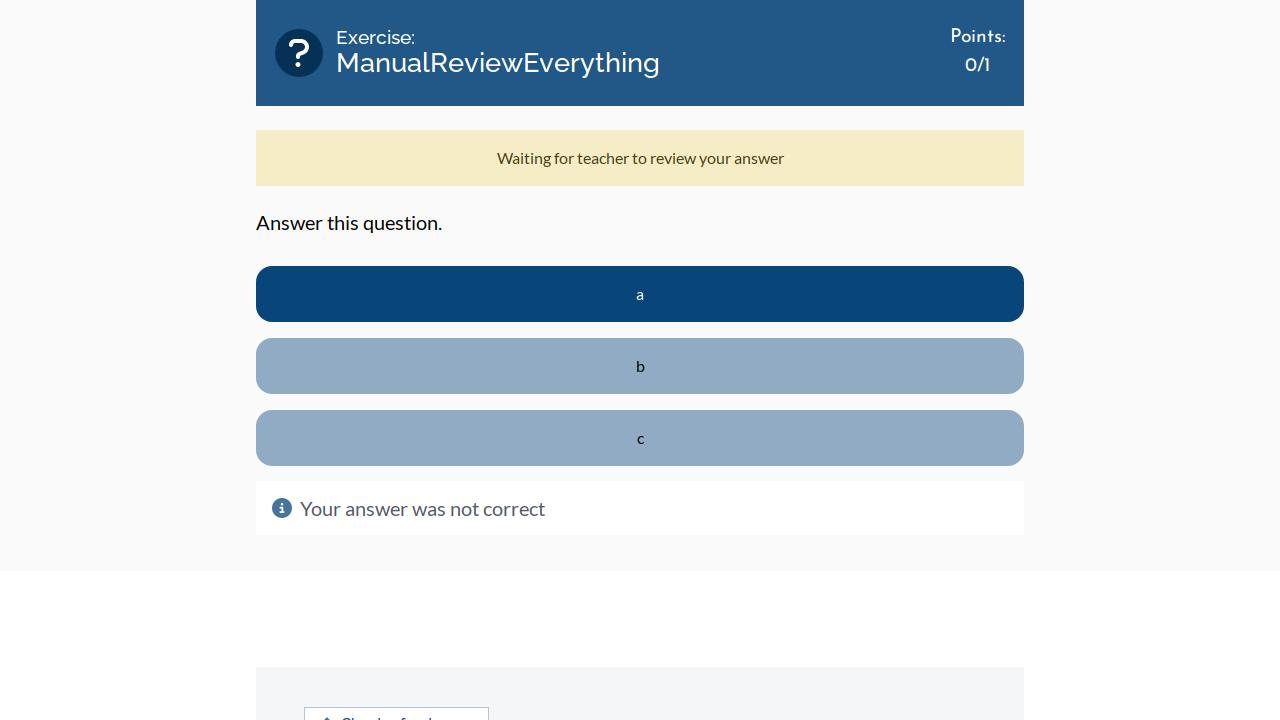 Exercise:
ManualReviewEverything
Points:
0/1
Waiting for teacher to review your answer
Answer this question.
a
b
c
Your answer was not correct